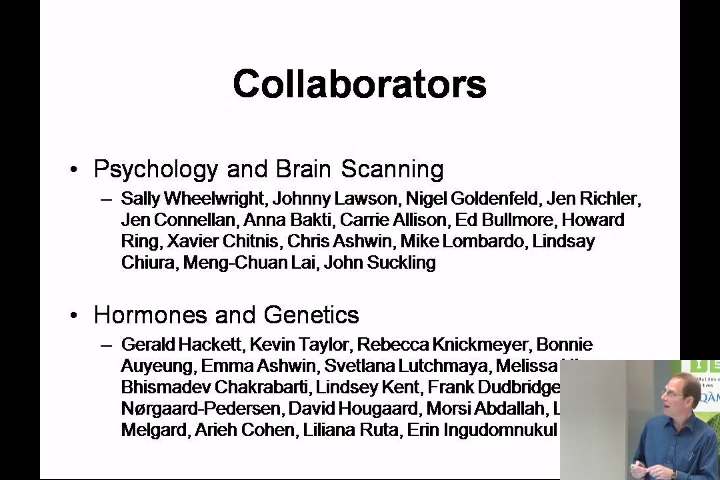 Collaborators
• Psychology and Brain Scanning
– Sally Wheelwright, Johnny Lawson, Nigel Goldenfeld, Jen Richler,
Jen Connellan, Anna Bakti, Carrie Allison, Ed Bullmore, Howard
Ring, Xavier Chitnis, Chris Ashwin, Mike Lombardo, Lindsay
Chiura, Meng-Chuan Lai, John Suckling
• Hormones and Genetics
– Gerald Hackett, Kevin Taylor, Rebecca Knickmeyer, Bonnie
Auyeung, Emma Ashwin, Svetlana Lutchmaya, Melissa
Bhismadev Chakrabarti, Lindsey Kent, Frank Dudbridge
Nørgaard-Pedersen, David Hougaard, Morsi Abdallah,
Melgard, Arieh Cohen, Liliana Ruta, Erin Ingudomnukul